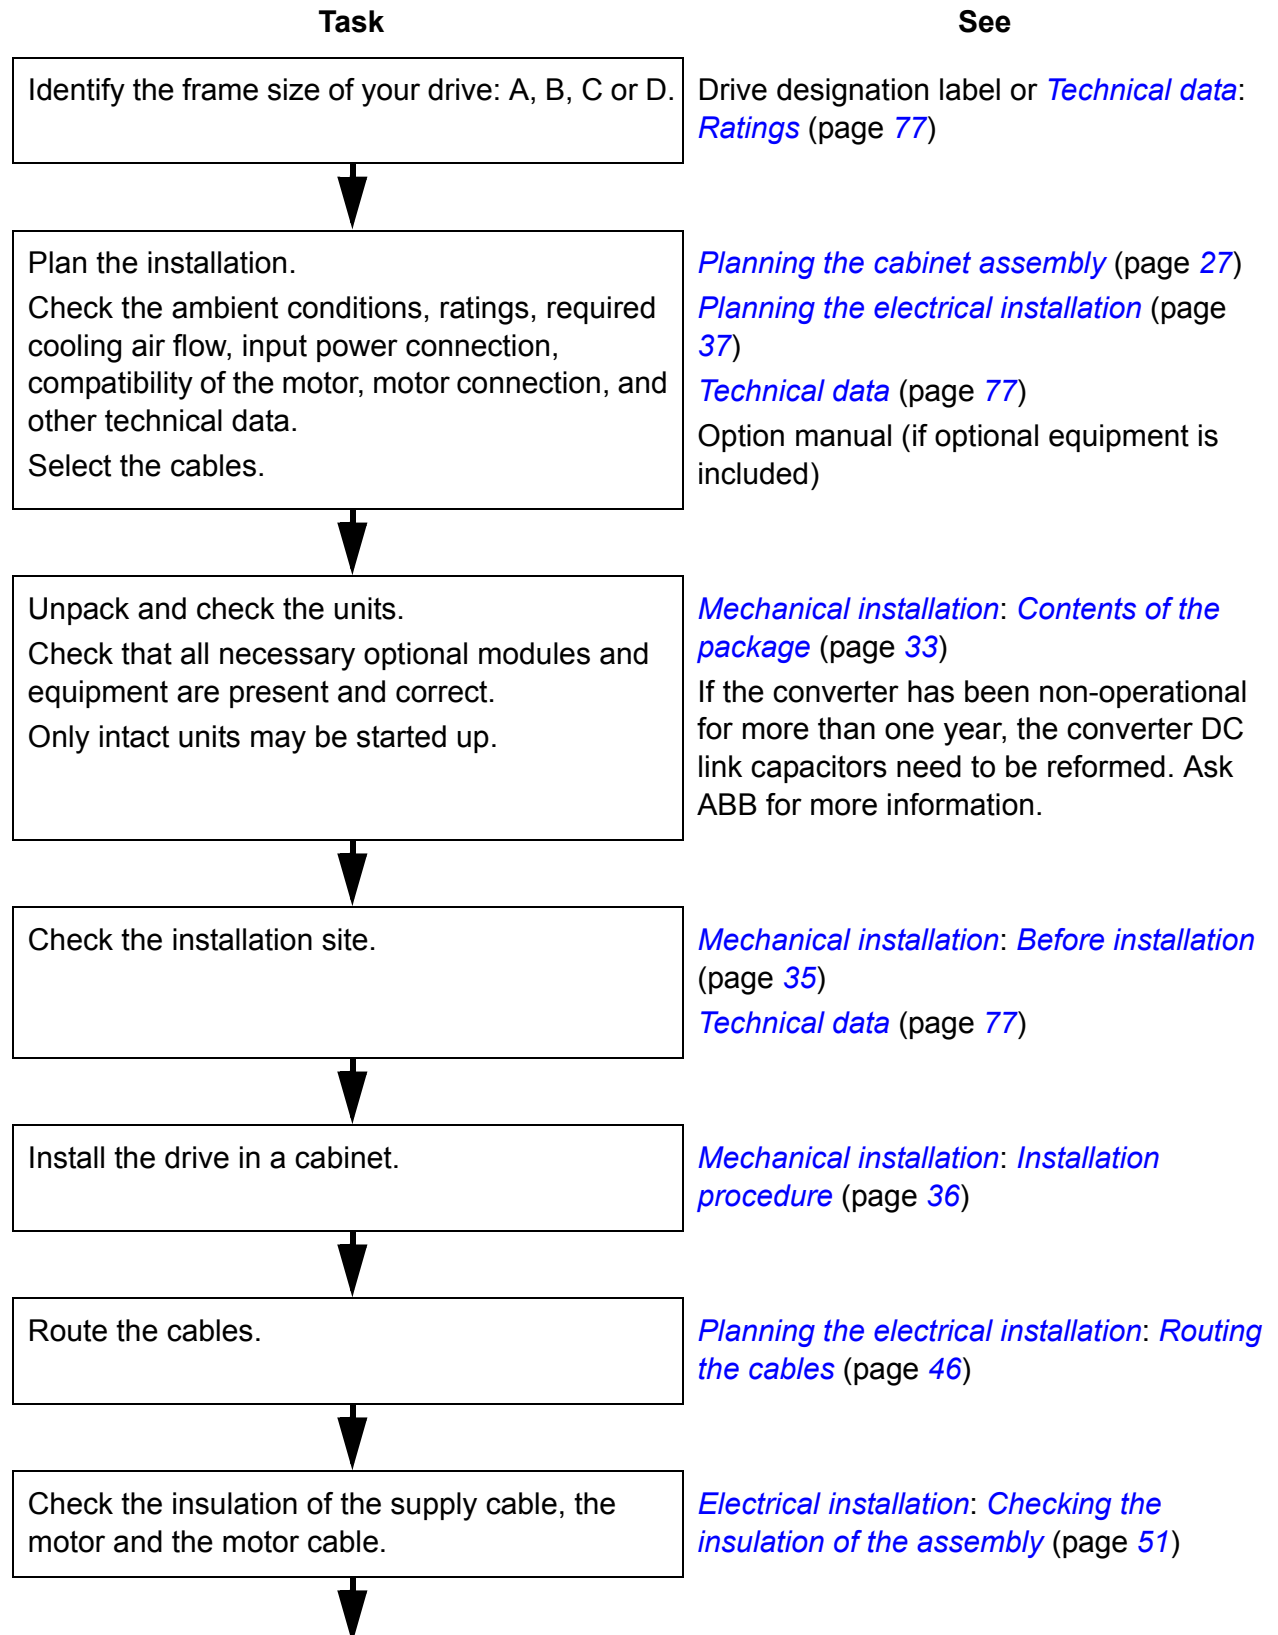 Task
See
Identify the frame size of your drive: A, B, C or D.
Drive designation label or Technical data:
Ratings (page 77)
Plan the installation.
Check the ambient conditions, ratings, required
cooling air flow, input power connection,
compatibility of the motor, motor connection, and
other technical data.
Select the cables.
Planning the cabinet assembly (page 27)
Planning the electrical installation (page
37)
Technical data (page 77)
Option manual (if optional equipment is
included)
Unpack and check the units.
Check that all necessary optional modules and
equipment are present and correct.
Only intact units may be started up.
Mechanical installation: Contents of the
package (page 33)
If the converter has been non-operational
for more than one year, the converter DC
link capacitors need to be reformed. Ask
ABB for more information.
Check the installation site.
Mechanical installation: Before installation
(page 35)
Technical data (page 77)
Install the drive in a cabinet.
Mechanical installation: Installation
procedure (page 36)
Route the cables.
Planning the electrical installation: Routing
the cables (page 46)
Check the insulation of the supply cable, the
motor and the motor cable.
Electrical installation: Checking the
insulation of the assembly (page 51)